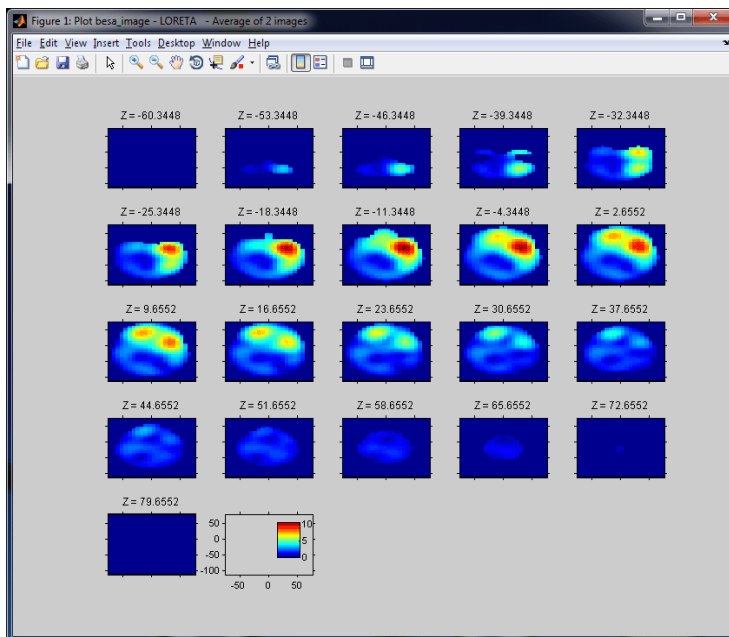 Figure 1: Plot besa_image - LORETA - Average of 2 images
File Edit View Insert Tools Desktop Window Help
Z = -60.3448 Z = -53.3448 Z = -46.3448 Z = -39.3448 Z = -32.3448
Z = -25.3448 Z = -18.3448 Z = -11.3448 Z = -4.3448 Z = 2.6552
Z = 9.6552 Z = 16.6552 Z = 23.6552 Z = 30.6552 Z = 37.6552
Z = 44.6552 Z = 51.6552 Z = 58.6552 Z = 65.6552 Z = 72.6552
Z = 79.6552
50 10
0 5
-50 0
-100
-50 0 50